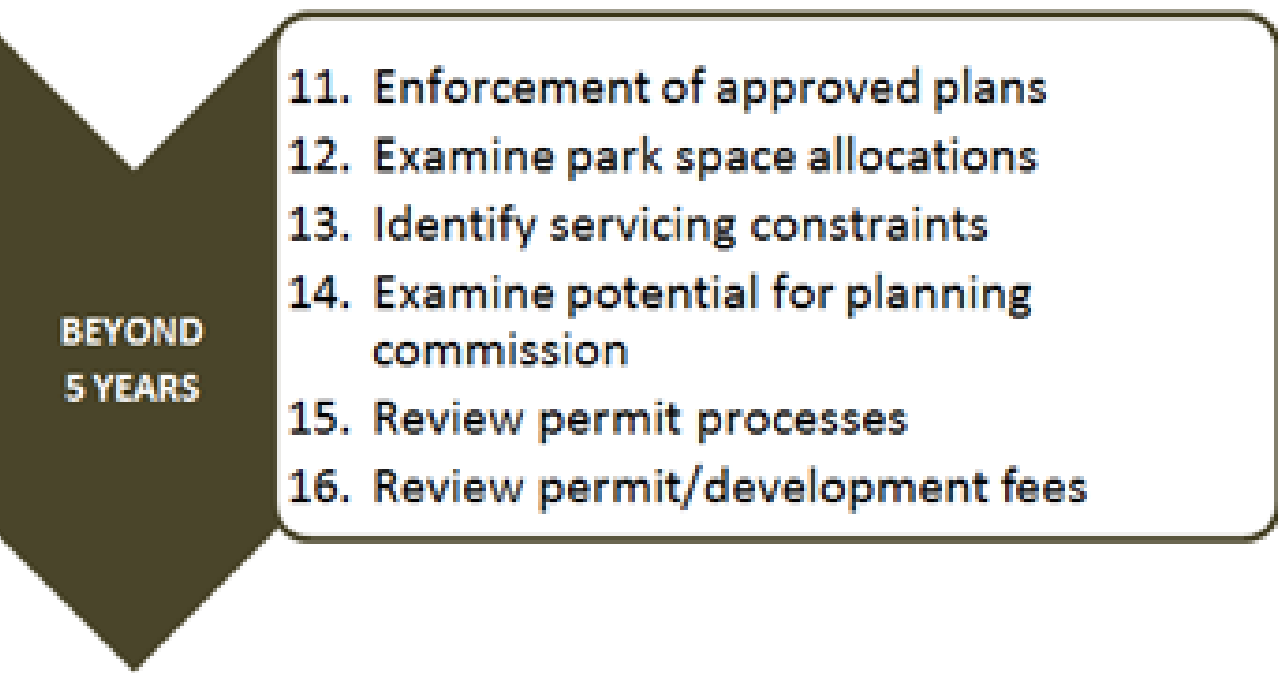 BEYOND
5 YEARS
11. Enforcement of approved plans
12. Examine park space allocations
13. Identify servicing constraints
14. Examine potential for planning
commission
15. Review permit processes
16. Review permit/development fees